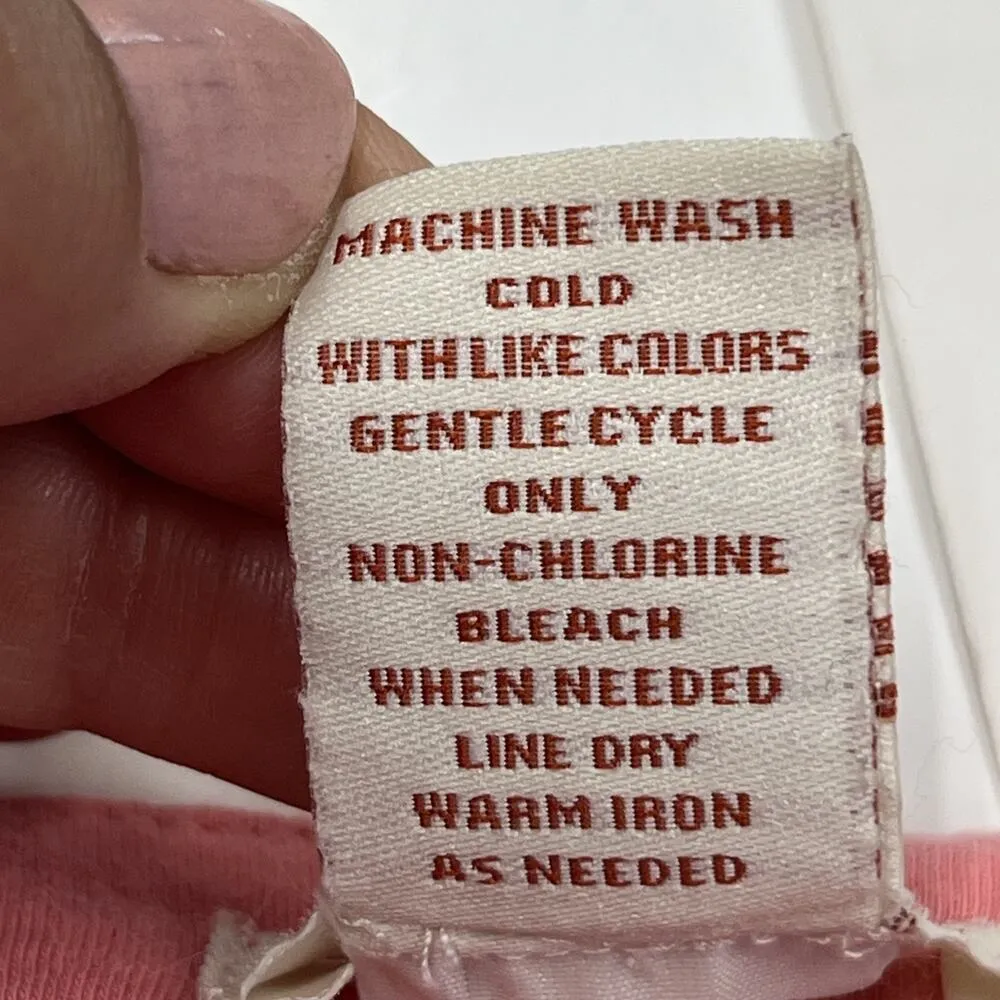 MACHINE WASH
COLD
WITH LIKE COLORS
GENTLE CYCLE
ONLY
NON-CHLORINE
BLEACH
WHEN NEEDED
LINE DRY
WARM IRON
AS NEEDED